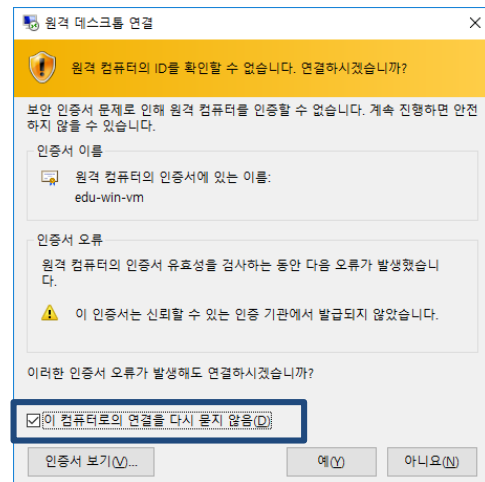 원격 데스크톱 연결
원격 컴퓨터의 ID를 확인할 수 없습니다. 연결하시겠습니까?
보안 인증서 문제로 인해 원격 컴퓨터를 인증할 수 없습니다. 계속 진행하면 안전
하지 않을 수 있습니다.
인증서 이름
원격 컴퓨터의 인증서에 있는 이름:
edu-win-vm
인증서 오류
원격 컴퓨터의 인증서 유효성을 검사하는 동안 다음 오류가 발생했습니
다.
이 인증서는 신뢰할 수 있는 인증 기관에서 발급되지 않았습니다.
이러한 인증서 오류가 발생해도 연결하시겠습니까?
이 컴퓨터로의 연결을 다시 묻지 않음(D)
인증서 보기(V)... 예(Y) 아니요(N)